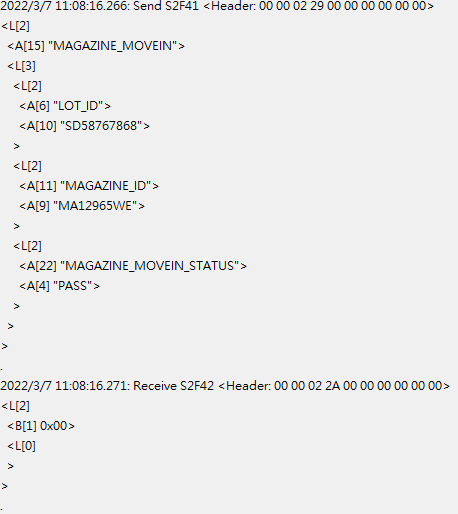 2022/3/7 11:08:16.266: Send S2F41 <Header: 00 00 02 29 00 00 00 00 00 00>
<L[2]
<A[15] "MAGAZINE_MOVEIN">
<L[3]
<L[2]
<A[6] "LOT_ID">
<A[10] "SD58767868">
>
<L[2]
<A[11] "MAGAZINE_ID">
<A[9] "MA12965WE">
>
<L[2]
<A[22] "MAGAZINE_MOVEIN_STATUS">
<A[4] "PASS">
>
>
>
.
2022/3/7 11:08:16.271: Receive S2F42 <Header: 00 00 02 2A 00 00 00 00 00 00>
<L[2]
<B[1] 0x00>
<L[0]
>
>
.